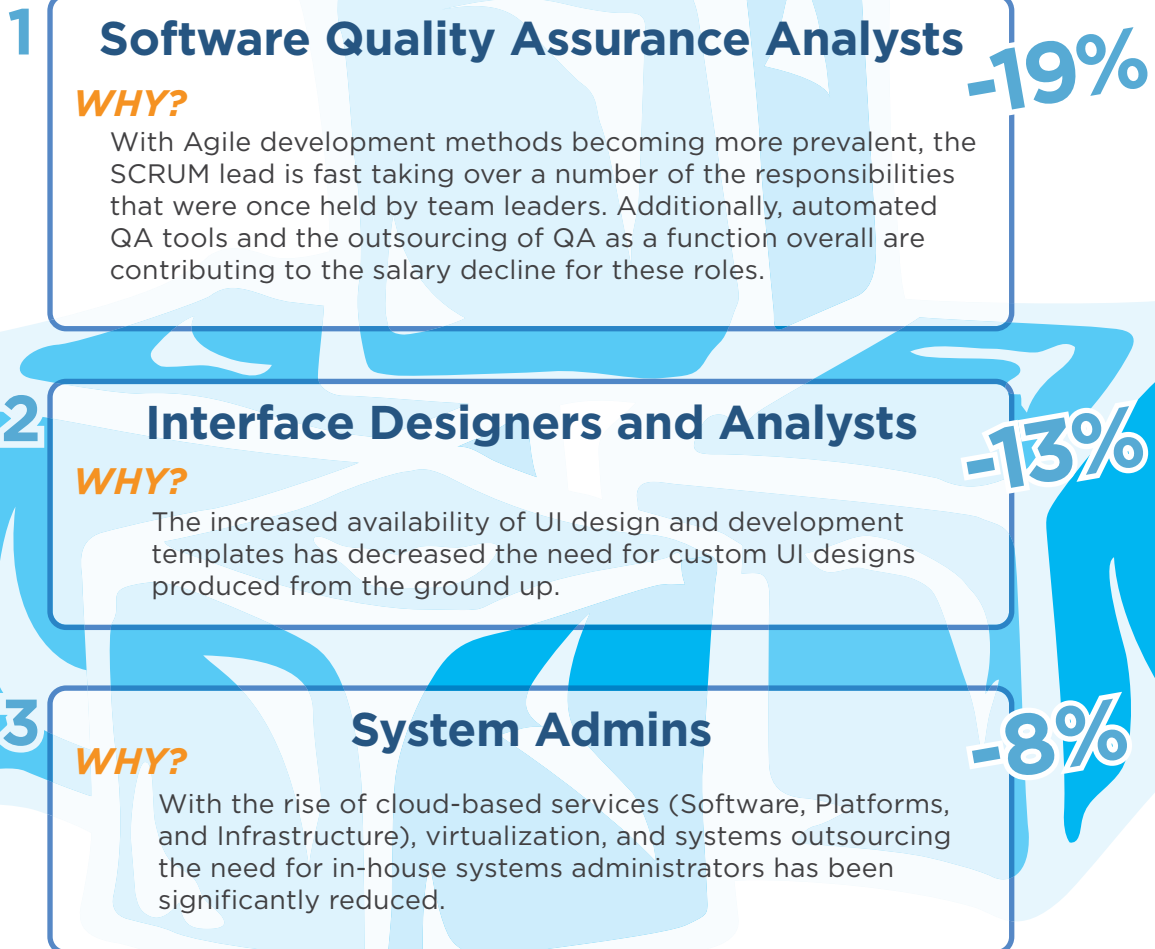 1
Software Quality Assurance Analysts
-19%
WHY?
With Agile development methods becoming more prevalent, the
SCRUM lead is fast taking over a number of the responsibilities
that were once held by team leaders. Additionally, automated
QA tools and the outsourcing of QA as a function overall are
contributing to the salary decline for these roles.
2
Interface Designers and Analysts
-13%
WHY?
The increased availability of UI design and development
templates has decreased the need for custom UI designs
produced from the ground up.
3
System Admins
-8%
WHY?
With the rise of cloud-based services (Software, Platforms,
and Infrastructure), virtualization, and systems outsourcing
the need for in-house systems administrators has been
significantly reduced.